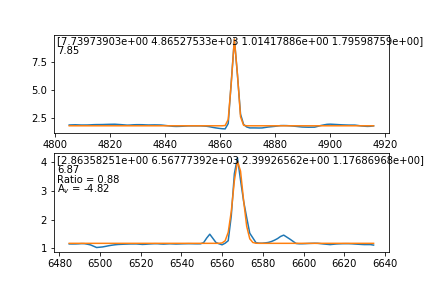 [7.73973903e+00 4.86527533e+03 1.01417886e+00 1.79598759e+00]
7.85
7.5
5.0
2.5
4800 4820 4840 4860 4880 4900 4920
[2.86358251e+00 6.56777392e+03 2.39926562e+00 1.17686968e+00]
6.87
Ratio = 0.88
Av = -4.82
4
3
2
1
6480 6500 6520 6540 6560 6580 6600 6620 6640